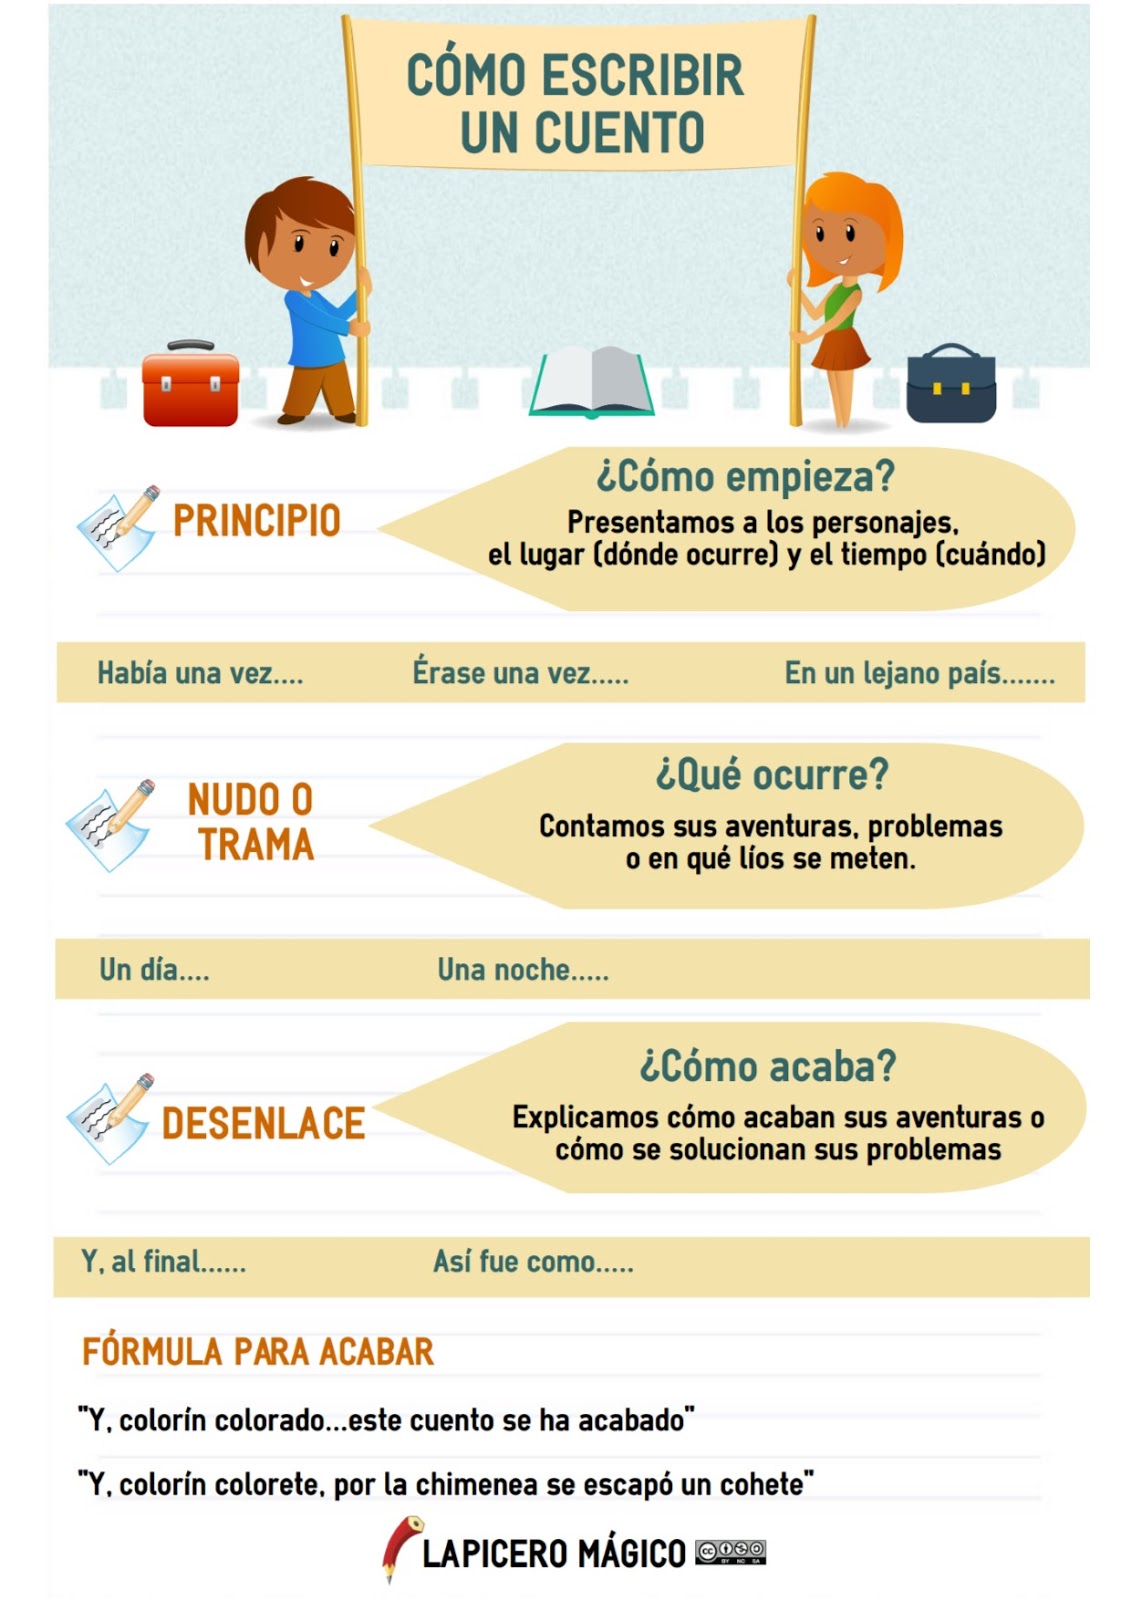 CÓMO ESCRIBIR
UN CUENTO
PRINCIPIO
¿Cómo empieza?
Presentamos a los personajes,
el lugar (dónde ocurre) y el tiempo (cuándo)
Había una vez.... Érase una vez..... En un lejano país.......
NUDO O
TRAMA
¿Qué ocurre?
Contamos sus aventuras, problemas
o en qué líos se meten.
Un día.... Una noche.....
DESENLACE
¿Cómo acaba?
Explicamos cómo acaban sus aventuras o
cómo se solucionan sus problemas
Y, al final...... Así fue como.....
FÓRMULA PARA ACABAR
"Y, colorín colorado...este cuento se ha acabado"
"Y, colorín colorete, por la chimenea se escapó un cohete"
LAPICERO MÁGICO
cc BY NC SA